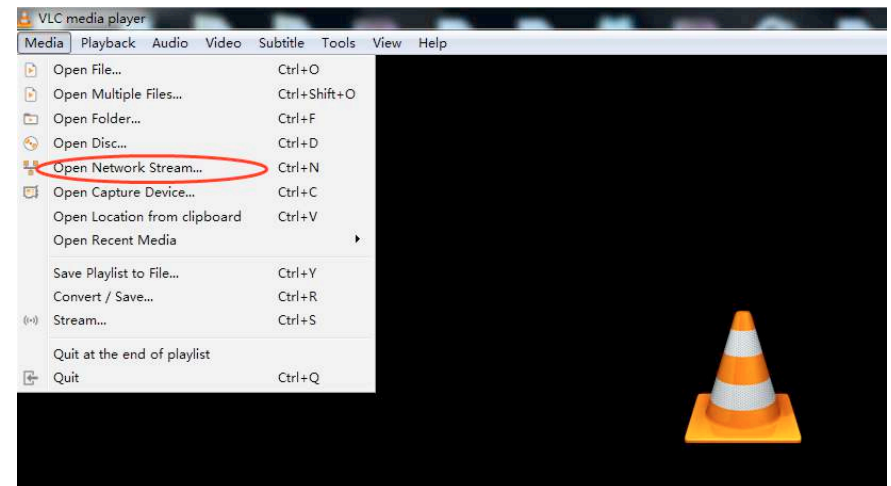 VLC media player
Media Playback Audio Video Subtitle Tools View Help
Open File... Ctrl+O
Open Multiple Files... Ctrl+Shift+O
Open Folder... Ctrl+F
Open Disc... Ctrl+D
Open Network Stream... Ctrl+N
Open Capture Device... Ctrl+C
Open Location from clipboard Ctrl+V
Open Recent Media
Save Playlist to File... Ctrl+Y
Convert / Save... Ctrl+R
Stream... Ctrl+S
Quit at the end of playlist
Quit Ctrl+Q